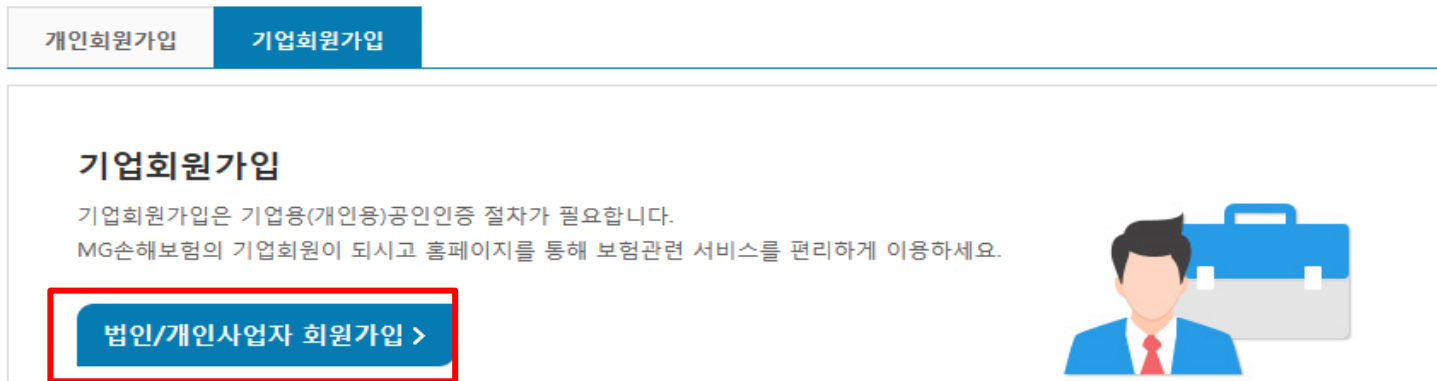 개인회원가입 기업회원가입
기업회원가입
기업회원가입은 기업용(개인용)공인인증 절차가 필요합니다.
MG손해보험의 기업회원이 되시고 홈페이지를 통해 보험관련 서비스를 편리하게 이용하세요.
법인/개인사업자 회원가입 >